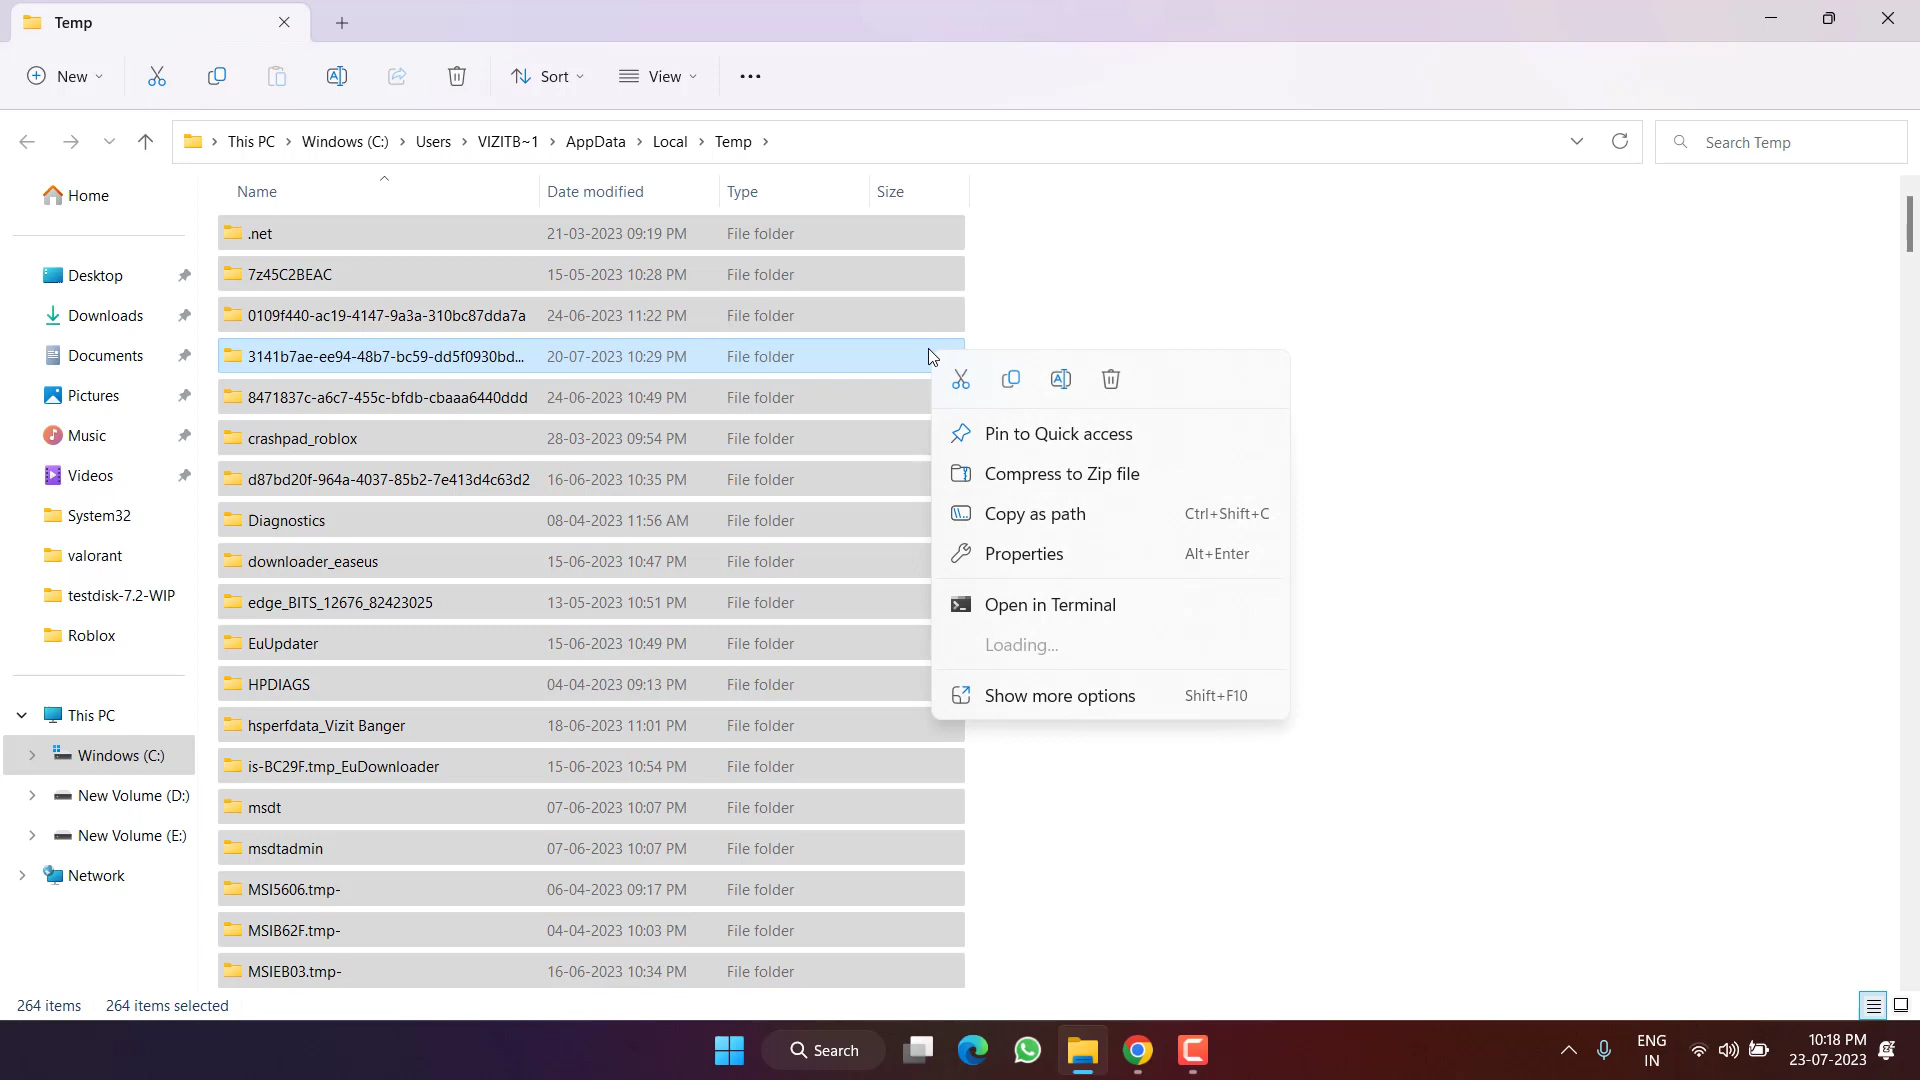 Temp
New
Sort
View
This PC > Windows (C:) > Users > VIZITB~1 > AppData > Local > Temp >
Search Temp
Name Date modified Type Size
Home
Desktop
Downloads
Documents
Pictures
Music
Videos
System32
valorant
testdisk-7.2-WIP
Roblox
This PC
Windows (C:)
New Volume (D:)
New Volume (E:)
Network
.net 21-03-2023 09:19 PM File folder
7z45C2BEAC 15-05-2023 10:28 PM File folder
0109f440-ac19-4147-9a3a-310bc87dda7a 24-06-2023 11:22 PM File folder
3141b7ae-ee94-48b7-bc59-dd5f0930bd... 20-07-2023 10:29 PM File folder
8471837c-a6c7-455c-bfdb-cbaaa6440ddd 24-06-2023 10:49 PM File folder
crashpad_roblox 28-03-2023 09:54 PM File folder
d87bd20f-964a-4037-85b2-7e413d4c63d2 16-06-2023 10:35 PM File folder
Diagnostics 08-04-2023 11:56 AM File folder
downloader_easeus 15-06-2023 10:47 PM File folder
edge_BITS_12676_82423025 13-05-2023 10:51 PM File folder
EuUpdater 15-06-2023 10:49 PM File folder
HPDIAGS 04-04-2023 09:13 PM File folder
hsperfdata_Vizit Banger 18-06-2023 11:01 PM File folder
is-BC29F.tmp_EuDownloader 15-06-2023 10:54 PM File folder
msdt 07-06-2023 10:07 PM File folder
msdtadmin 07-06-2023 10:07 PM File folder
MSI5606.tmp- 06-04-2023 09:17 PM File folder
MSIB62F.tmp- 04-04-2023 10:03 PM File folder
MSIEB03.tmp- 16-06-2023 10:34 PM File folder
Pin to Quick access
Compress to Zip file
Copy as path Ctrl+Shift+C
Properties Alt+Enter
Open in Terminal
Loading...
Show more options Shift+F10
264 items 264 items selected
Search
ENG
IN
10:18 PM
23-07-2023